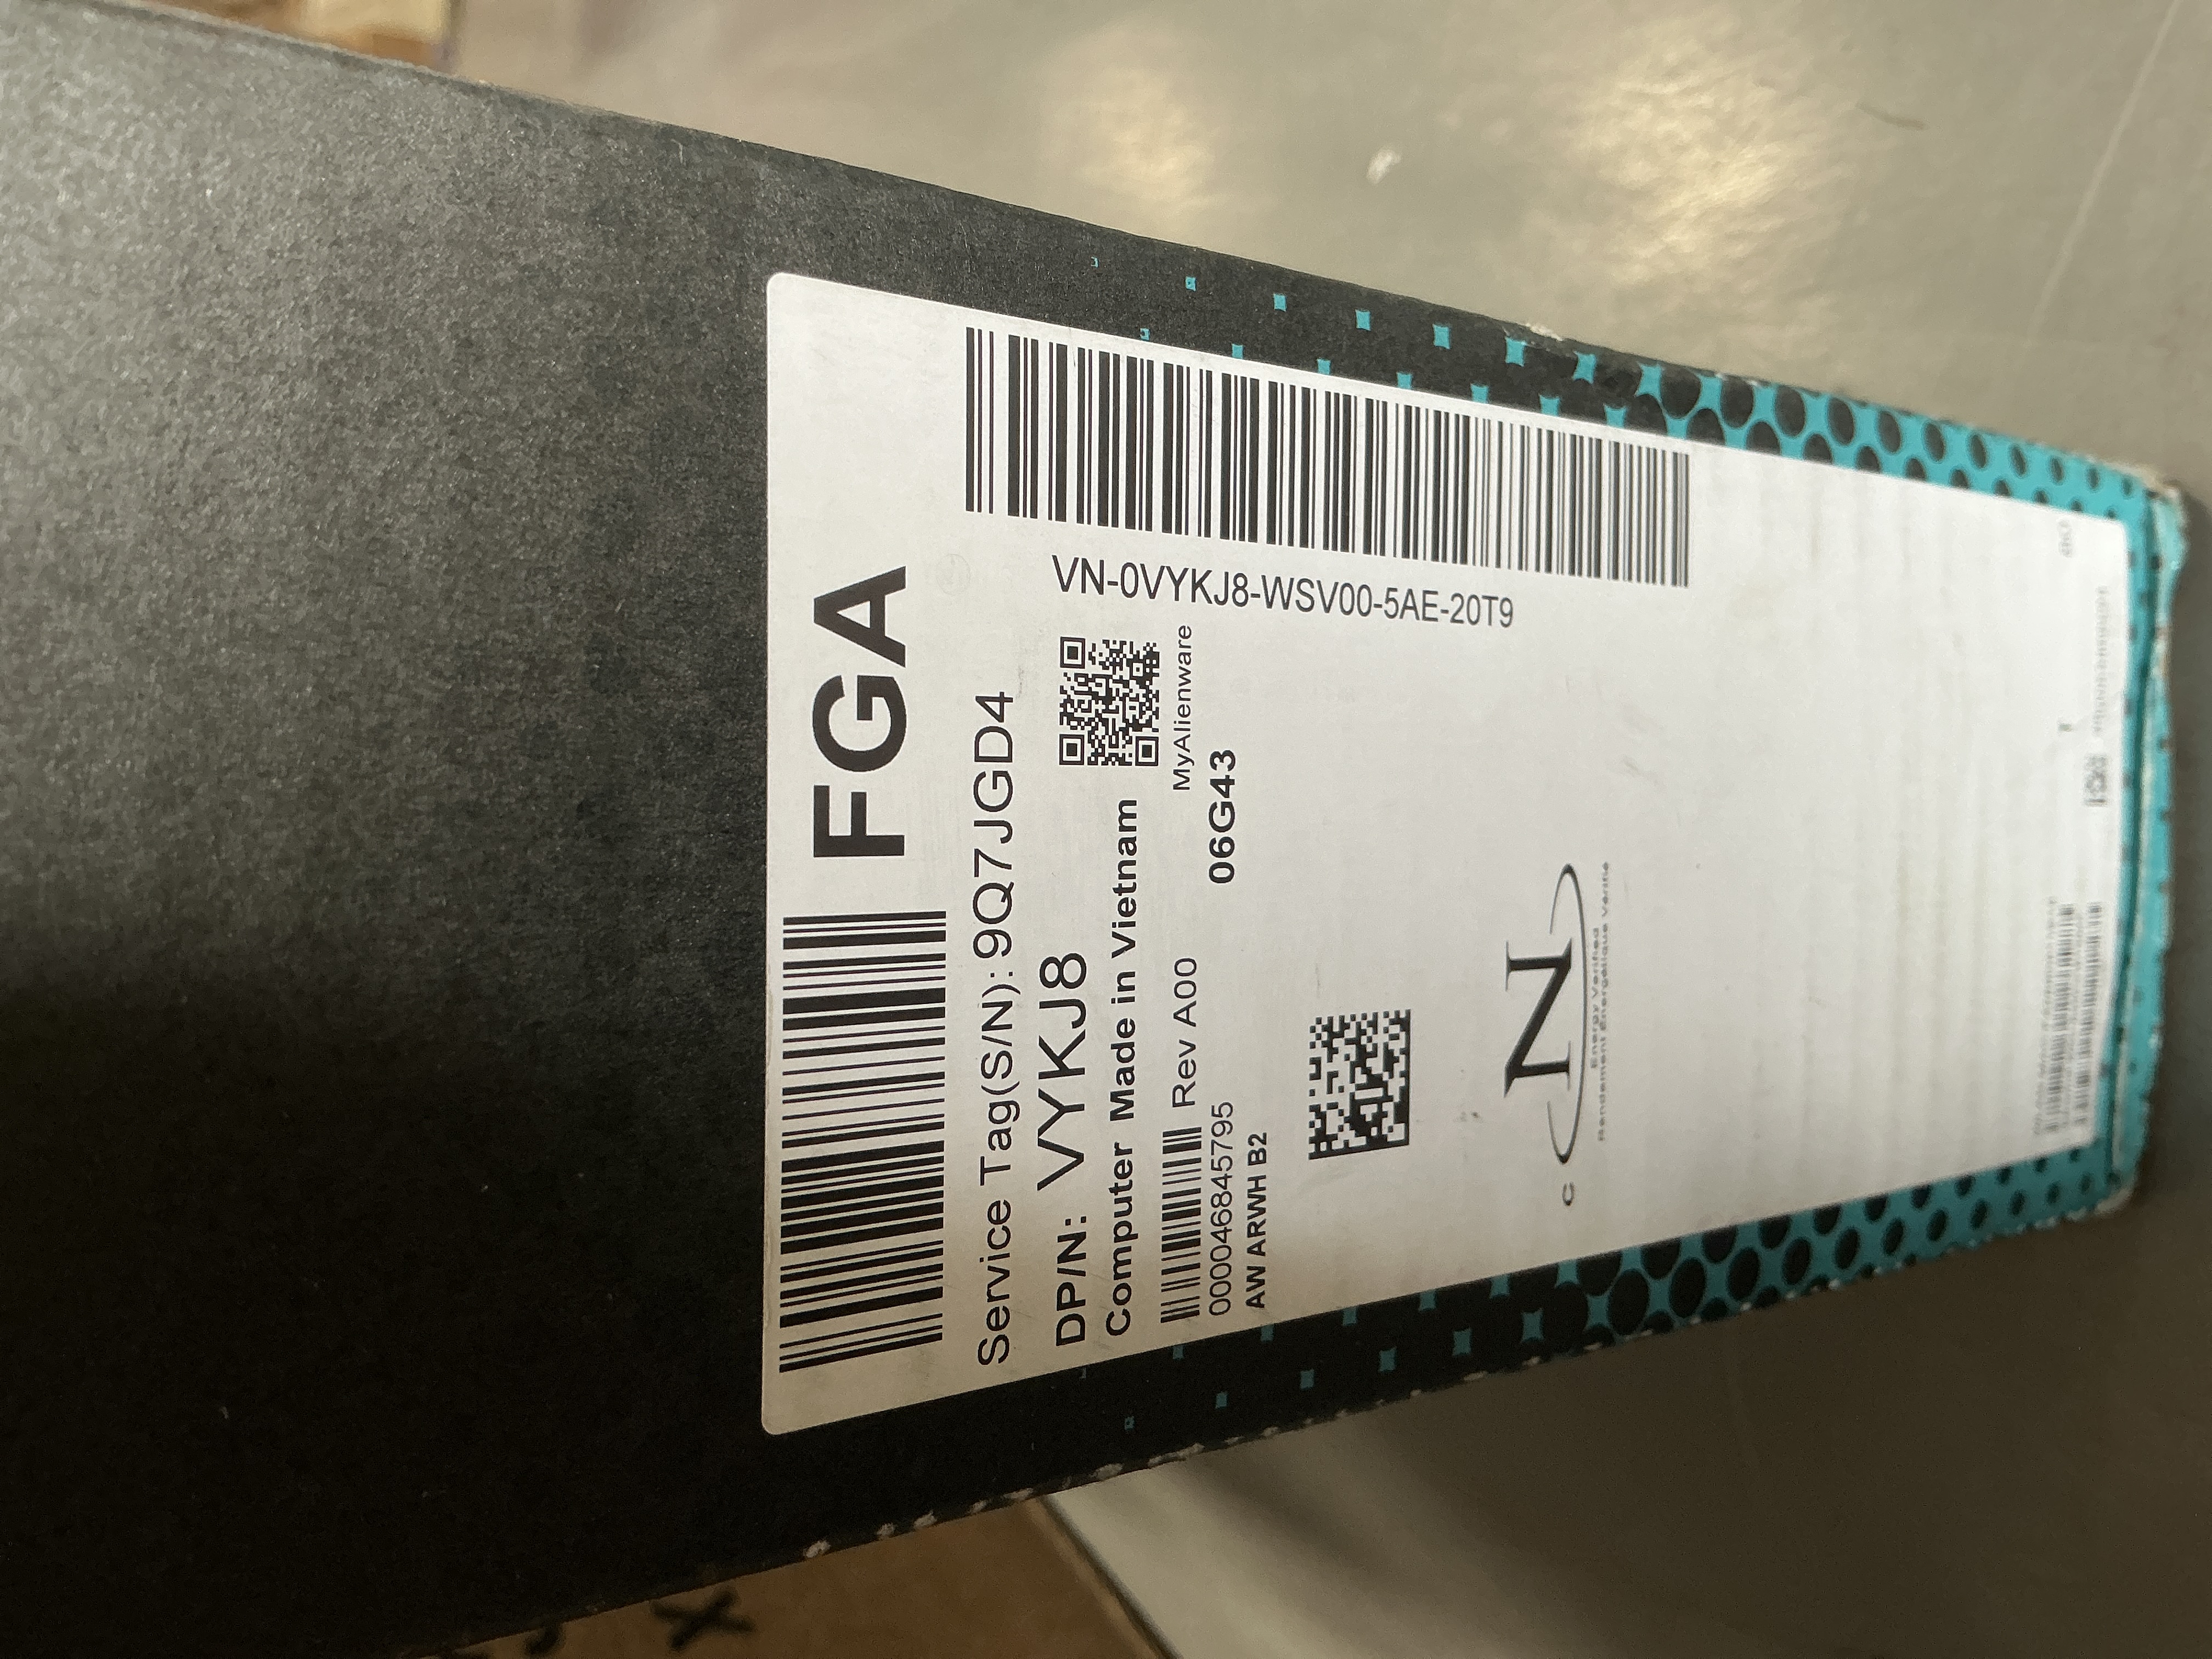 FGA
Service Tag(S/N):9Q7JGD4
DP/N: VYKJ8
Computer Made in Vietnam
MyAlienware
Rev A00
000046845795
06G43
AW ARWH B2
VN-0VYKJ8-WSV00-5AE-20T9
N
C
Energy Verified
Rendement Énergétique Vérifié
X